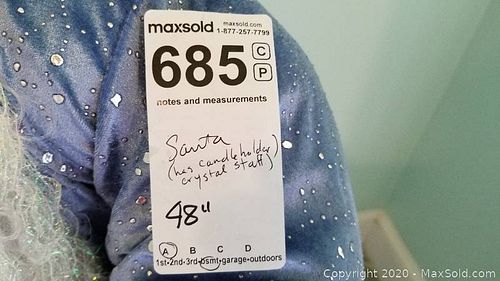 maxsold maxsold.com
1-877-257-7799
685 C
P
notes and measurements
Santa
(has candleholder)
crystal staff)
48"
A B C D
1st-2nd-3rd-bsmt-garage-outdoors
Copyright © 2020 - MaxSold.com